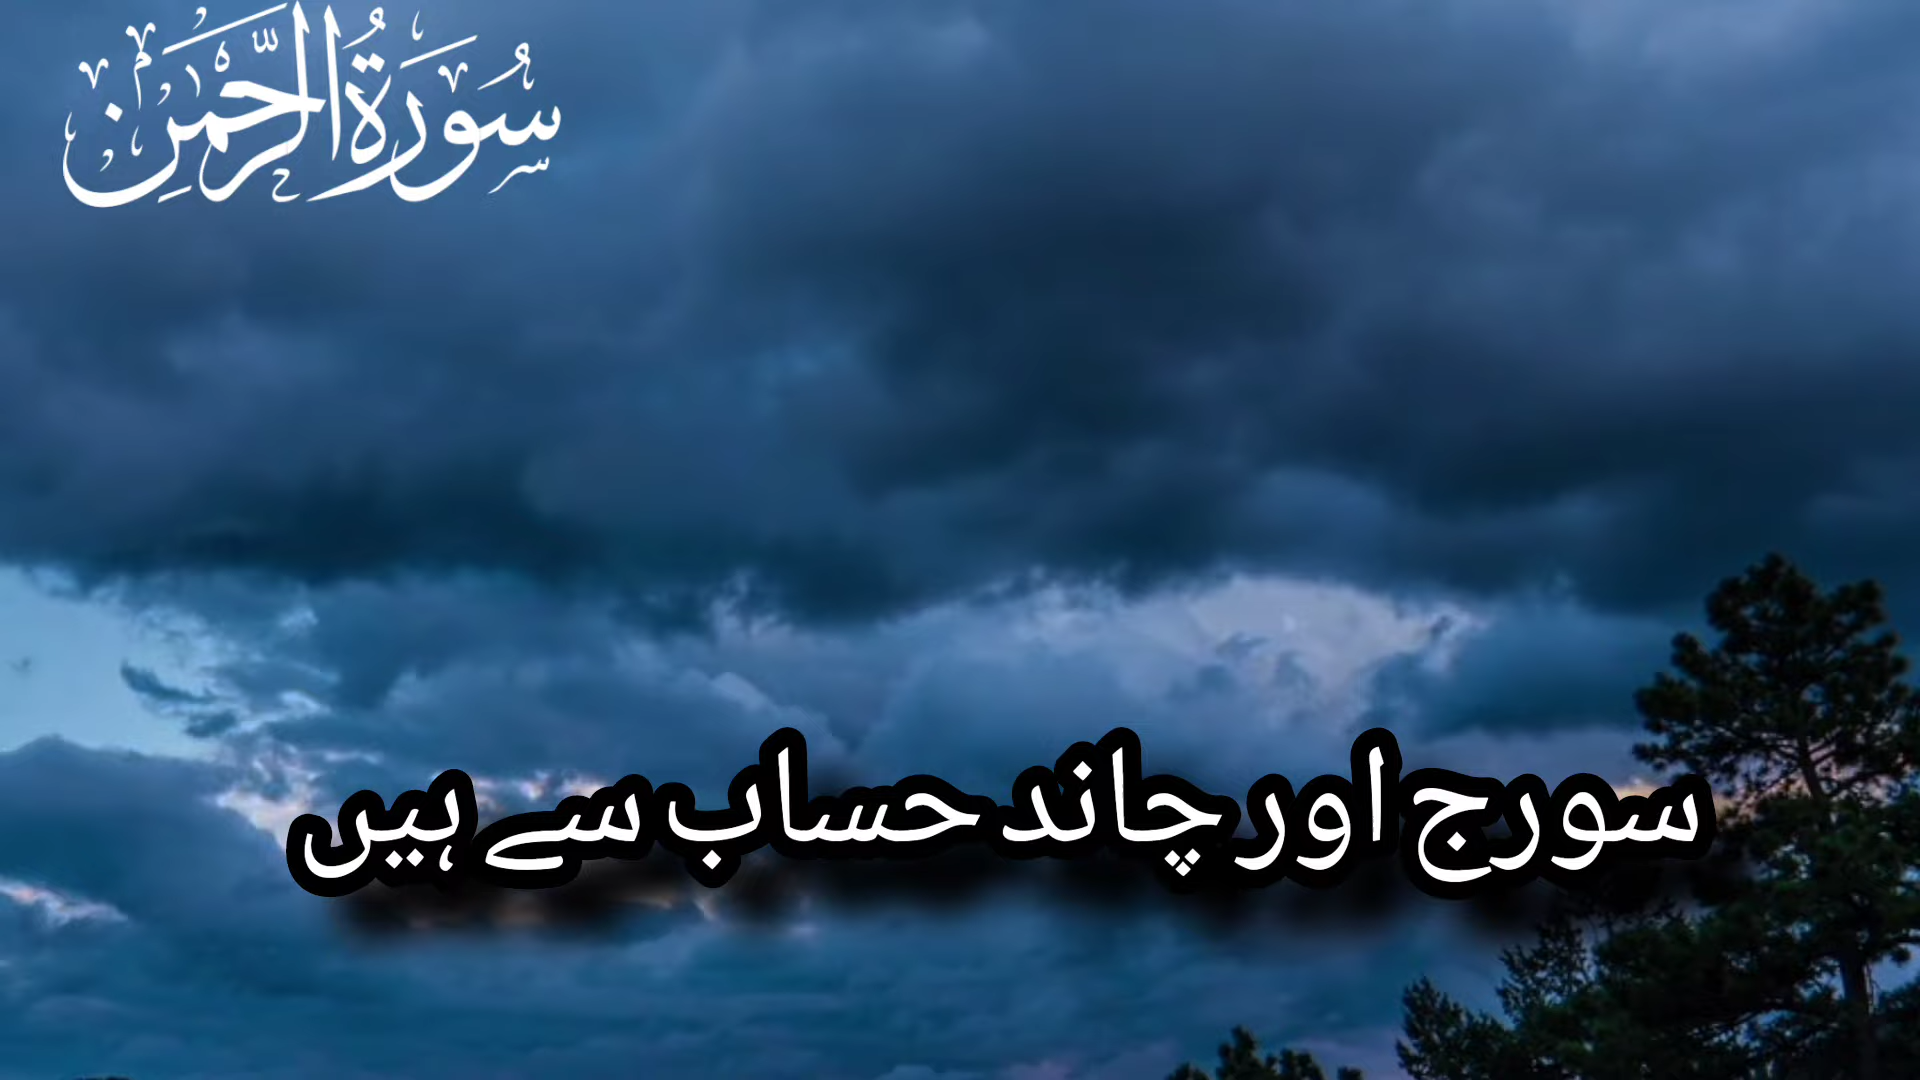 سُورَةُ الرَّحْمٰنِ
سورج اور چاند حساب سے ہیں